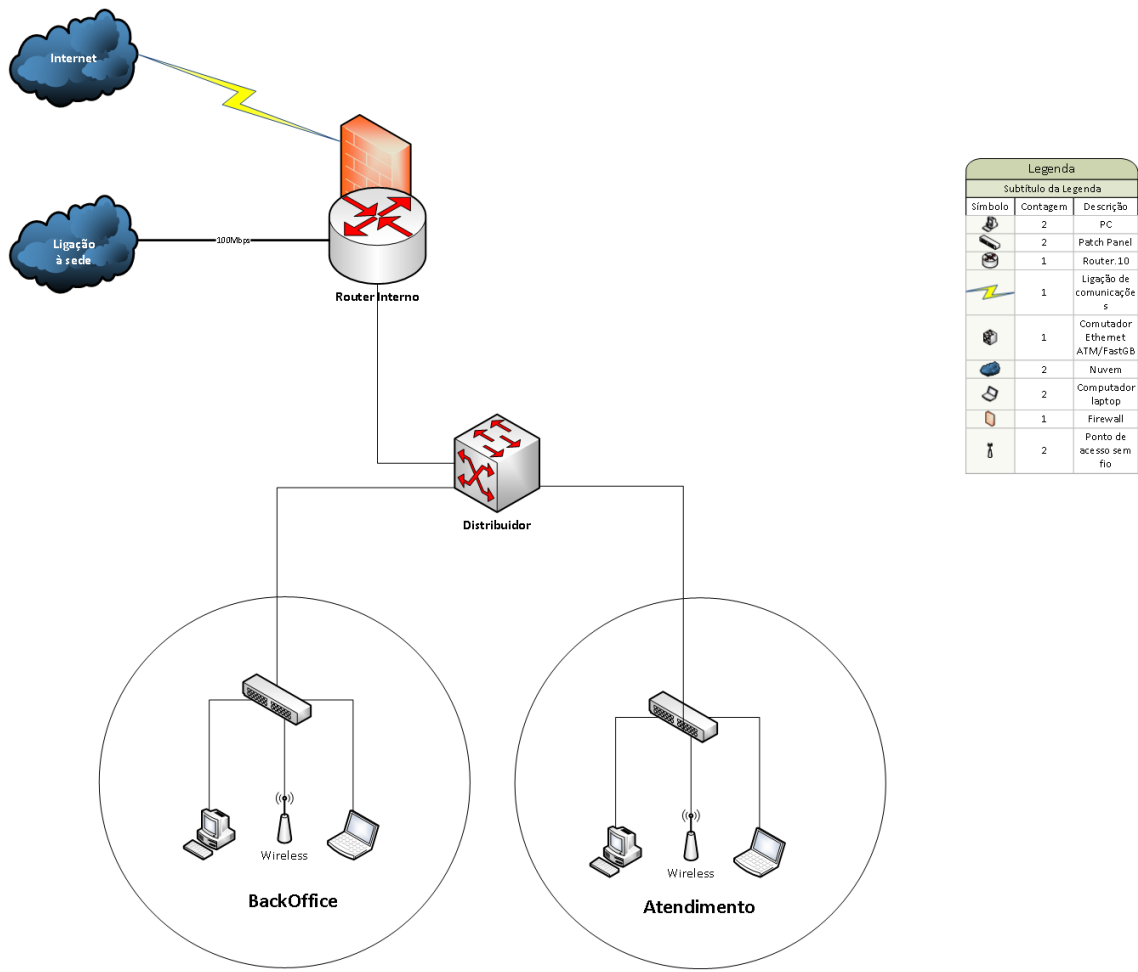 Internet
Ligação
à sede
100Mbps
Router Interno
Distribuidor
Wireless
BackOffice
Wireless
Atendimento
Legenda
Subtítulo da Legenda
Símbolo Contagem Descrição
2 PC
2 Patch Panel
1 Router.10
Ligação de
1 comunicaçõe
s
Comutador
1 Ethernet
ATM/FastGB
2 Nuvem
2 Computador
laptop
1 Firewall
Ponto de
2 acesso sem
fio